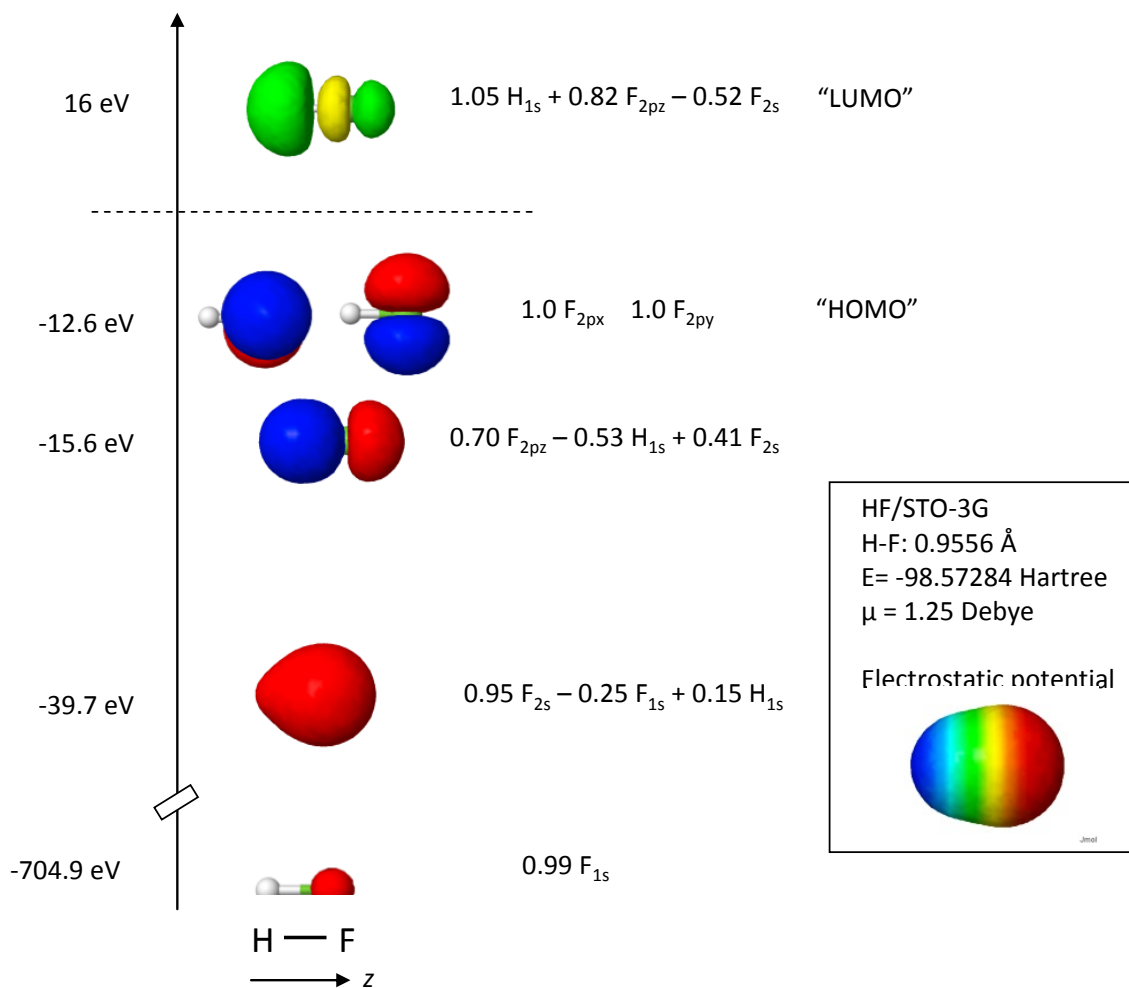 16 eV 1.05 H₁ₛ + 0.82 F₂ₚz – 0.52 F₂ₛ “LUMO”
-12.6 eV 1.0 F₂ₚₓ 1.0 F₂ₚy “HOMO”
-15.6 eV 0.70 F₂ₚz – 0.53 H₁ₛ + 0.41 F₂ₛ
HF/STO-3G
H-F: 0.9556 Å
E= -98.57284 Hartree
μ = 1.25 Debye
Electrostatic potential
-39.7 eV 0.95 F₂ₛ – 0.25 F₁ₛ + 0.15 H₁ₛ
Jmol
-704.9 eV 0.99 F₁ₛ
H — F
z